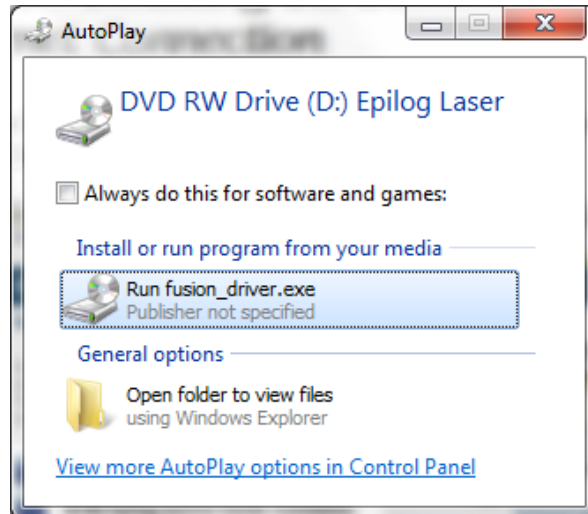 AutoPlay
DVD RW Drive (D:) Epilog Laser
Always do this for software and games:
Install or run program from your media
Run fusion_driver.exe
Publisher not specified
General options
Open folder to view files
using Windows Explorer
View more AutoPlay options in Control Panel